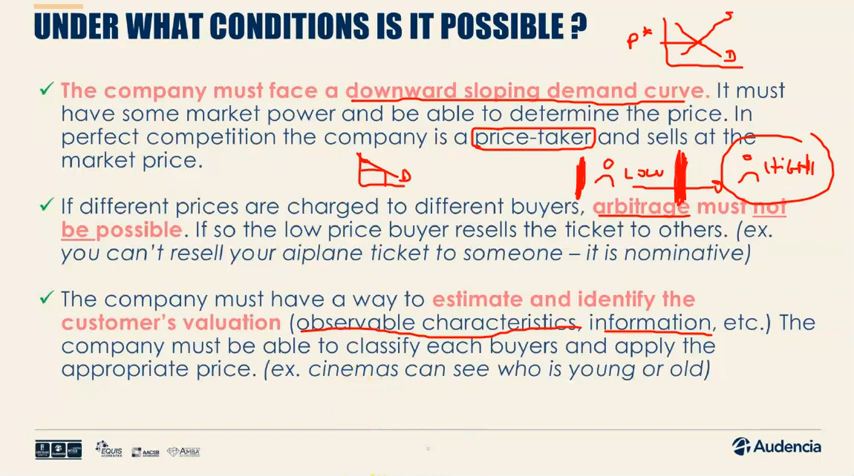 UNDER WHAT CONDITIONS IS IT POSSIBLE ?
S
P*
D
✓ The company must face a downward sloping demand curve. It must
have some market power and be able to determine the price. In
perfect competition the company is a price-taker and sells at the
market price.
D
LOW
HIGH
✓ If different prices are charged to different buyers, arbitrage must not
be possible. If so the low price buyer resells the ticket to others. (ex.
you can't resell your aiplane ticket to someone – it is nominative)
✓ The company must have a way to estimate and identify the
customer's valuation (observable characteristics, information, etc.) The
company must be able to classify each buyers and apply the
appropriate price. (ex. cinemas can see who is young or old)
EQUIS
AACSB
AMBA
Audencia